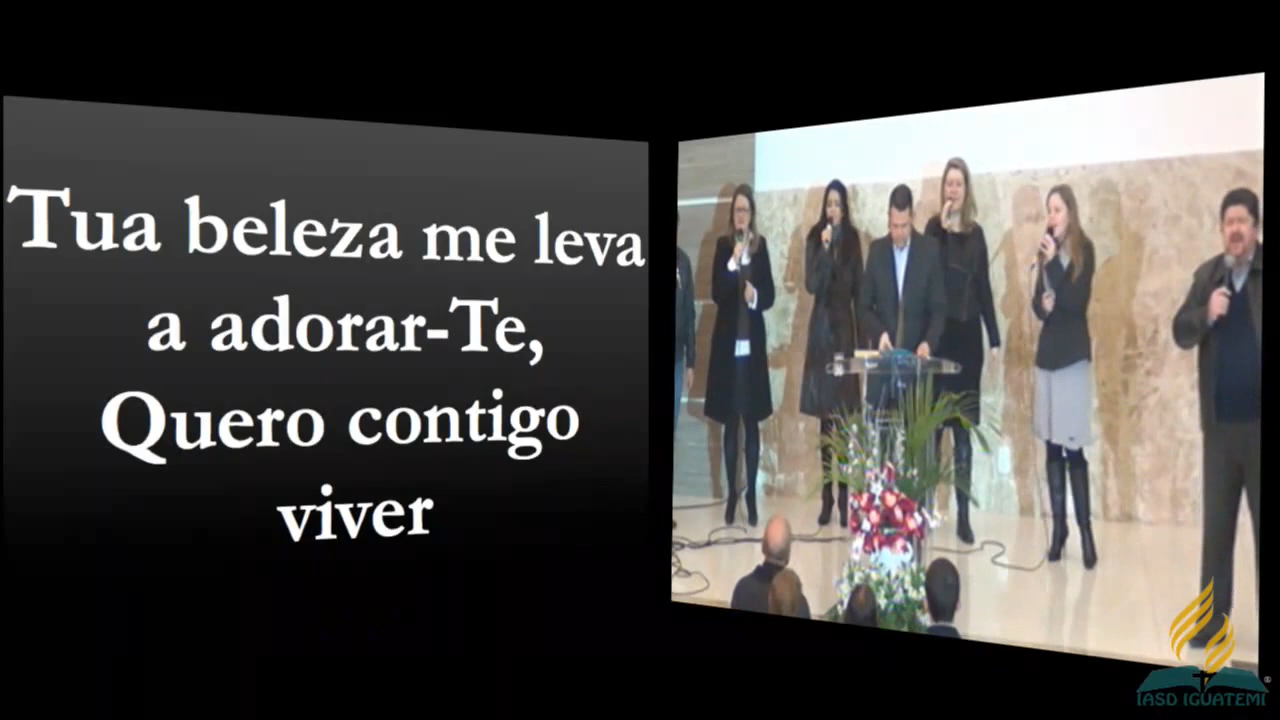 Tua beleza me leva
a adorar-Te,
Quero contigo
viver
IASD IGUATEMI
®